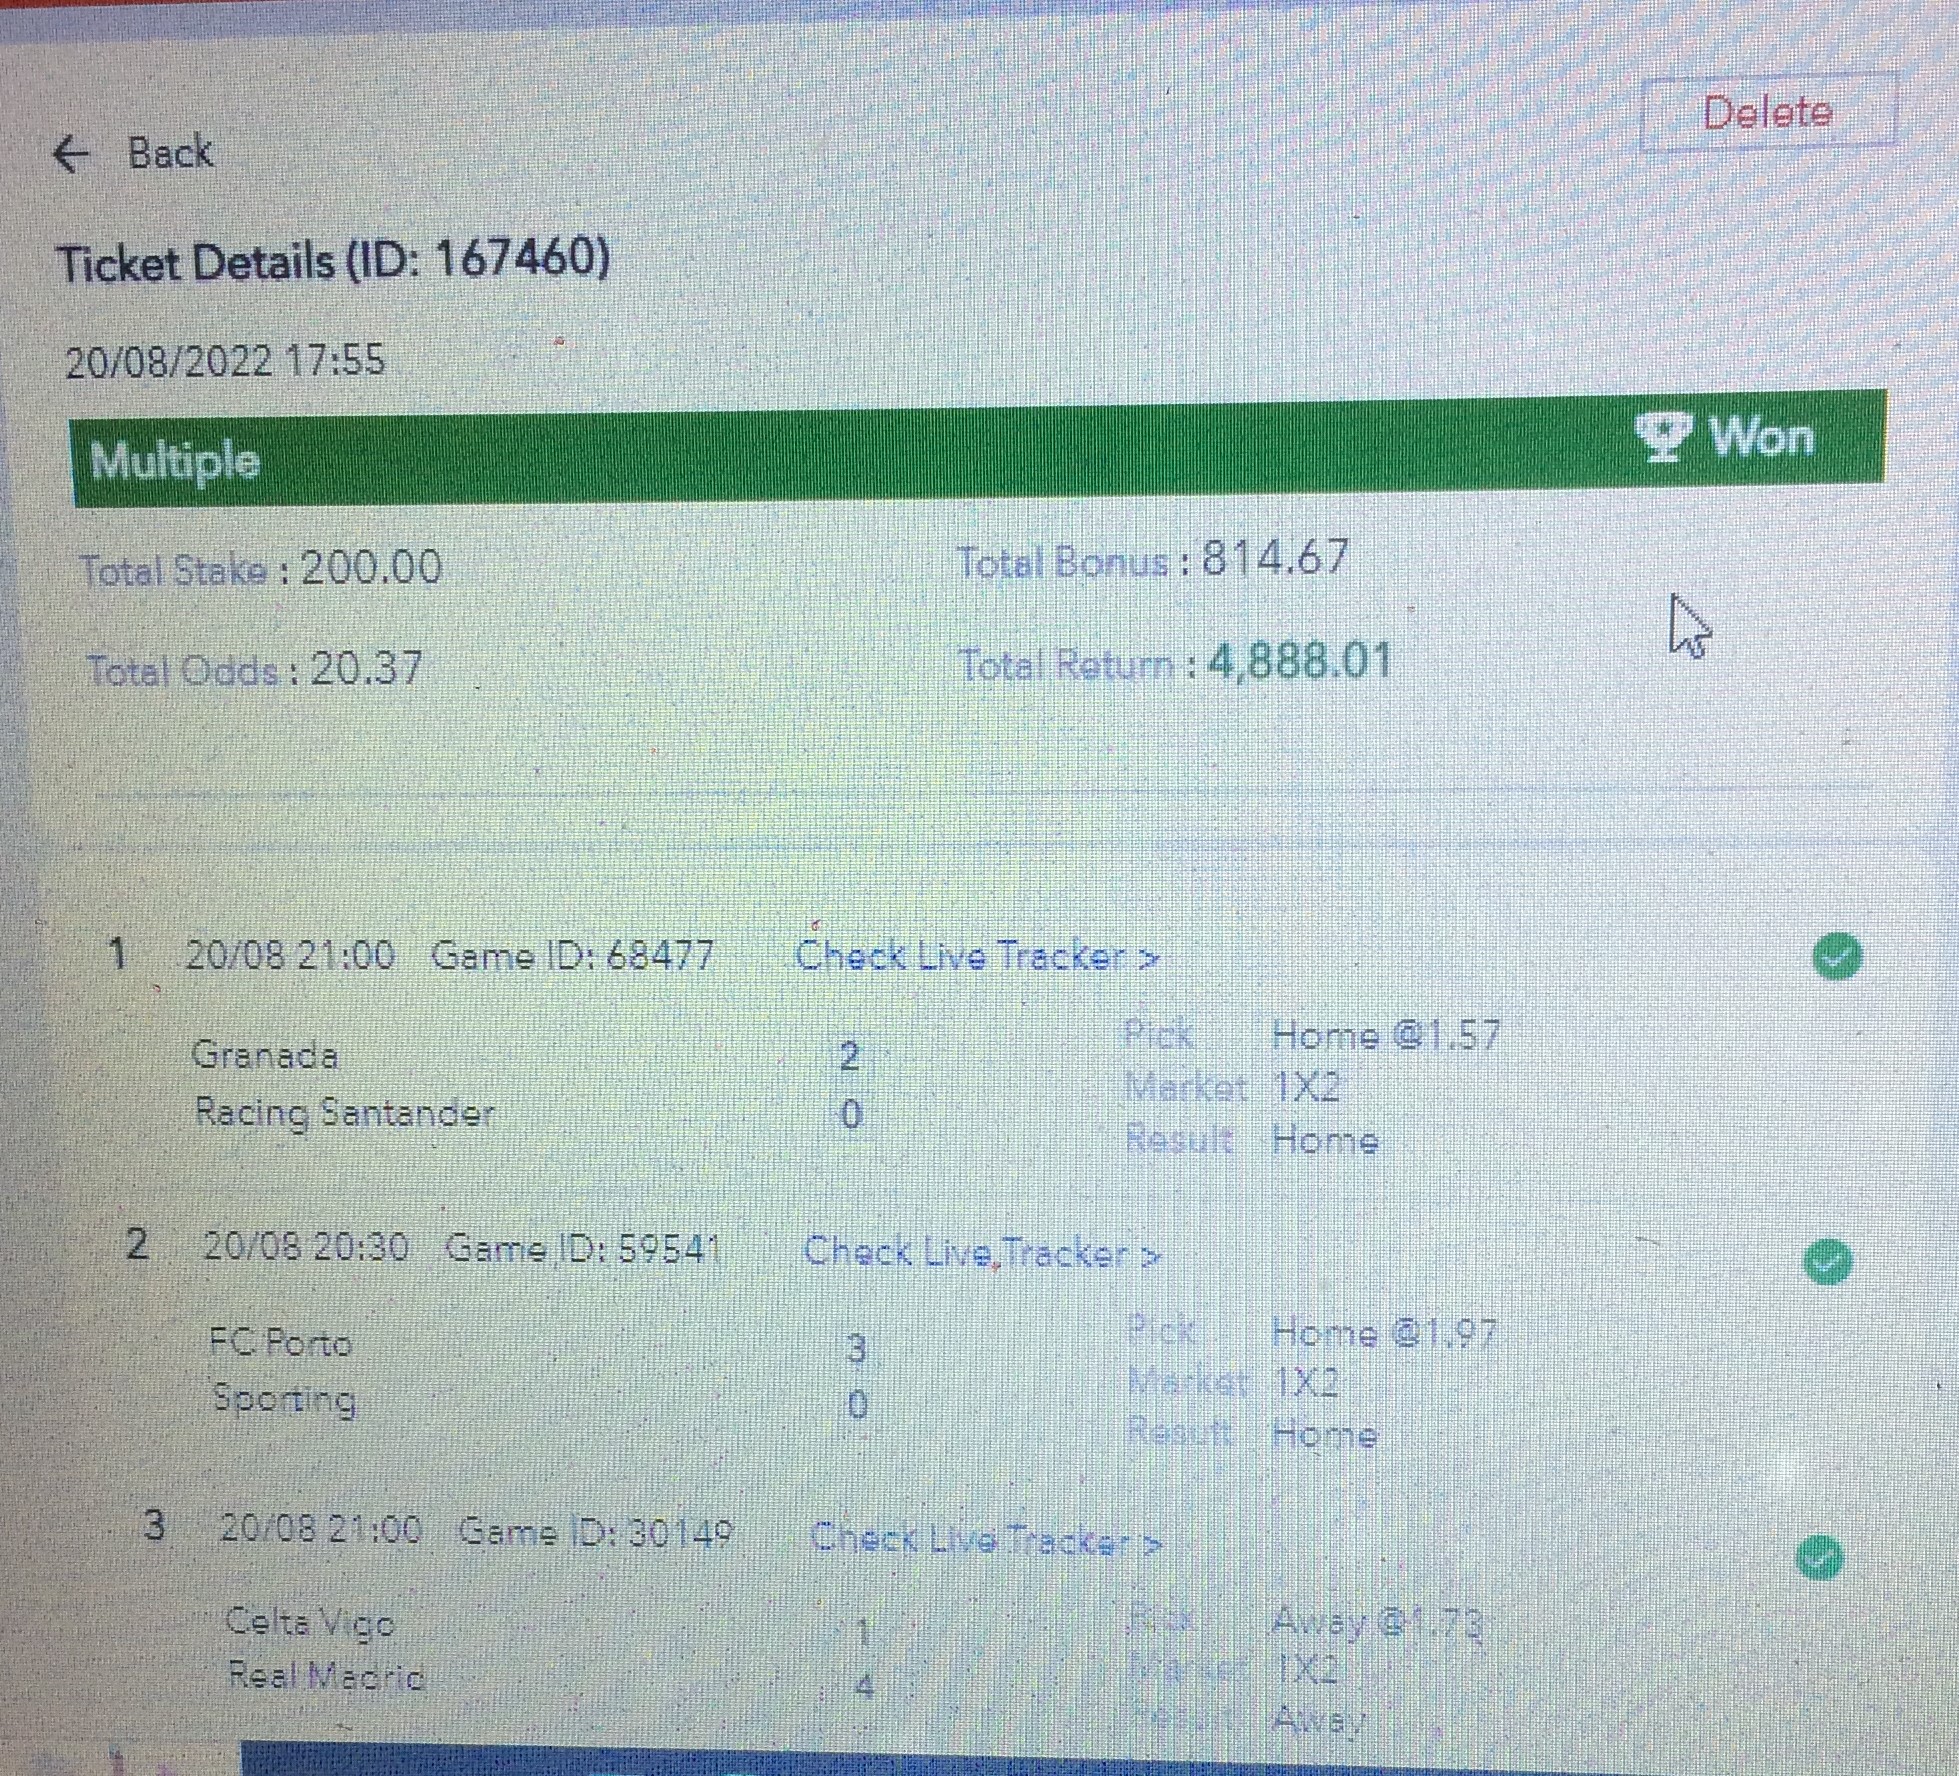 ← Back
Delete
Ticket Details (ID: 167460)
20/08/2022 17:55
Multiple
Won
Total Stake : 200.00
Total Bonus : 814.67
Total Odds : 20.37
Total Return : 4,888.01
1 20/08 21:00 Game ID: 68477 Check Live Tracker >
Granada 2
Racing Santander 0
Pick Home @1.57
Market 1X2
Result Home
2 20/08 20:30 Game ID: 59541 Check Live Tracker >
FC Porto 3
Sporting 0
Pick Home @1.97
Market 1X2
Result Home
3 20/08 21:00 Game ID: 30149 Check Live Tracker >
Celta Vigo 1
Real Madrid 4
Pick Away @1.73
Market 1X2
Result Away